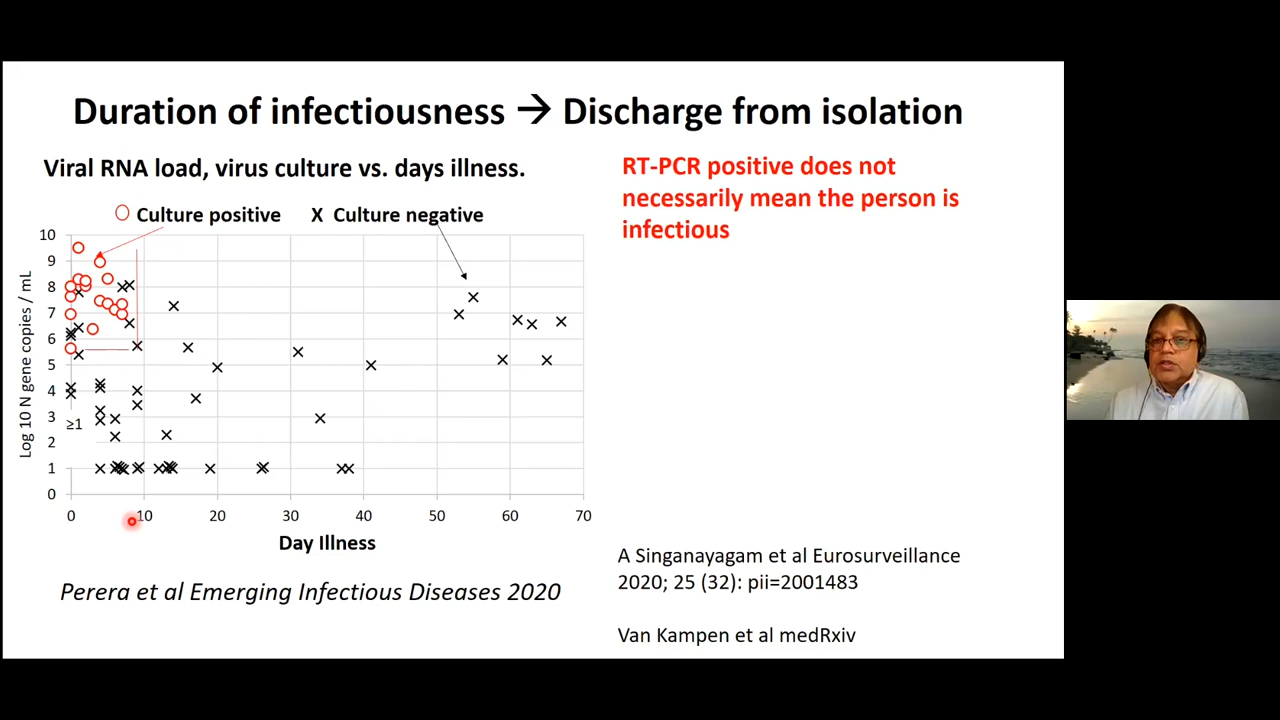 Duration of infectiousness → Discharge from isolation
Viral RNA load, virus culture vs. days illness.
Culture positive X Culture negative
10
9
8
7
6
5
4
3
2
1
0
Log 10 N gene copies / mL
≥1
0 10 20 30 40 50 60 70
Day Illness
Perera et al Emerging Infectious Diseases 2020
RT-PCR positive does not
necessarily mean the person is
infectious
A Singanayagam et al Eurosurveillance
2020; 25 (32): pii=2001483
Van Kampen et al medRxiv